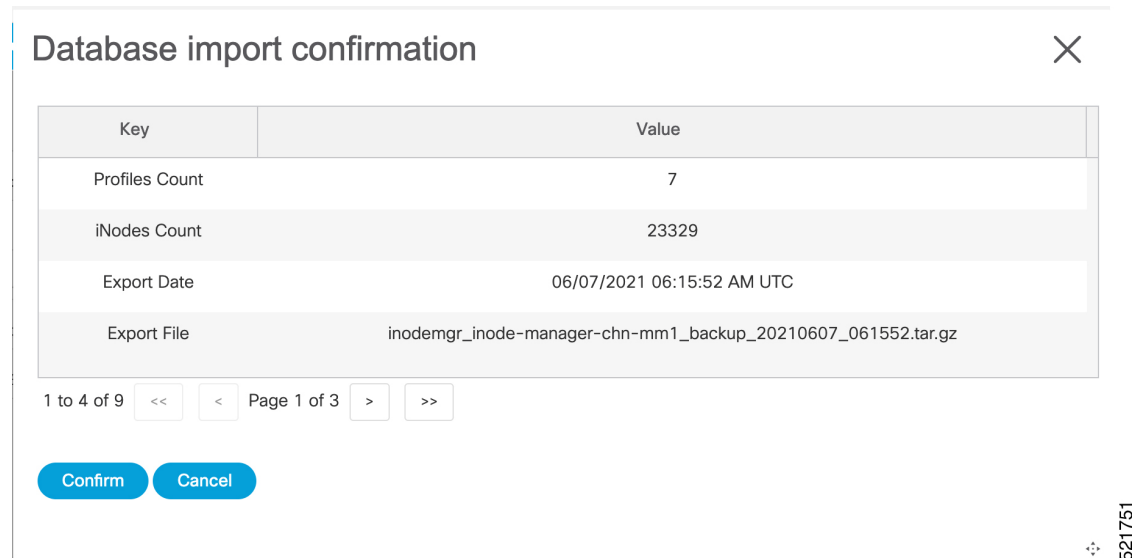 Database import confirmation
Key Value
Profiles Count 7
iNodes Count 23329
Export Date 06/07/2021 06:15:52 AM UTC
Export File inodemgr_inode-manager-chn-mm1_backup_20210607_061552.tar.gz
1 to 4 of 9 << < Page 1 of 3 > >>
Confirm Cancel
521751